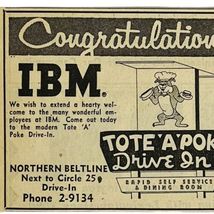 Congratulation
IBM.
We wish to extend a hearty wel-
come to the many wonderful
employees at IBM. Come out today
to the modern Tote 'A'
Poke Drive-In.
TOTE 'A' POK
Drive In
RAPID SELF SERVICE
& DINING ROOM
NORTHERN BELTLINE
Next to Circle 25
Drive-In
Phone 2-9134